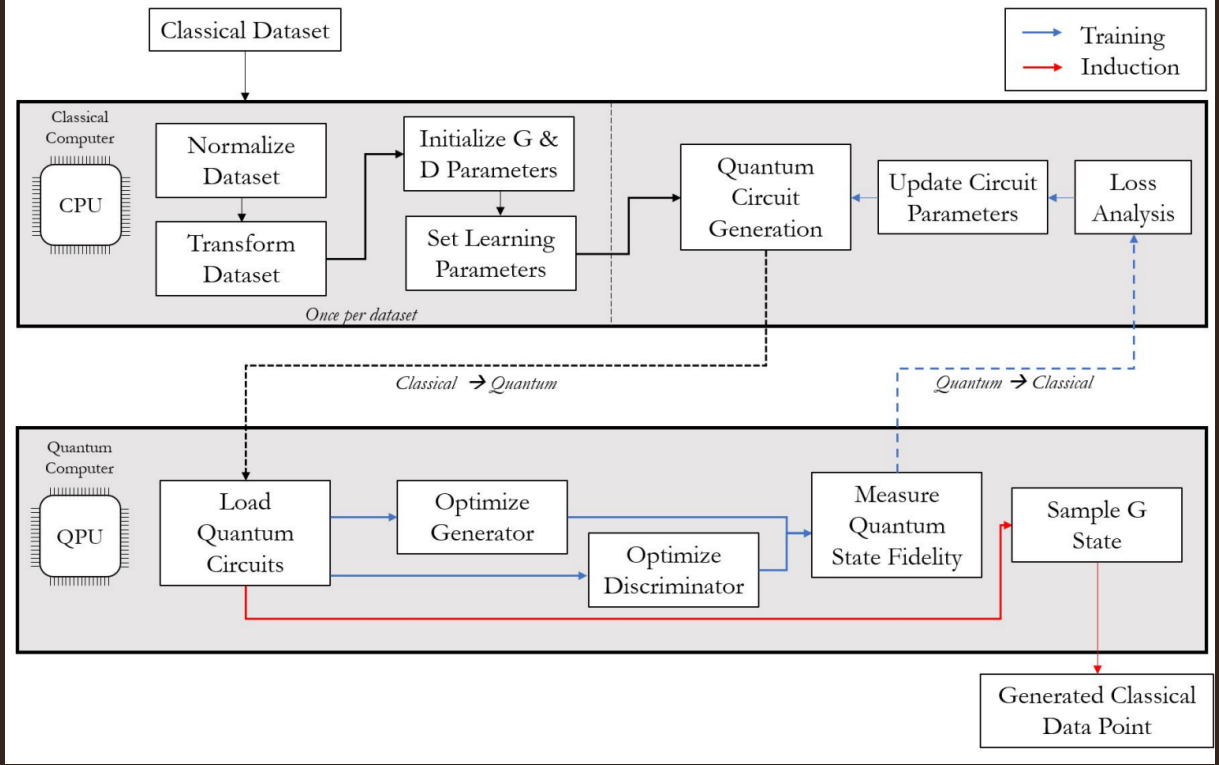 Classical Dataset
Training
Induction
Classical
Computer
CPU
Normalize
Dataset
Transform
Dataset
Initialize G &
D Parameters
Set Learning
Parameters
Once per dataset
Quantum
Circuit
Generation
Update Circuit
Parameters
Loss
Analysis
Classical → Quantum
Quantum → Classical
Quantum
Computer
QPU
Load
Quantum
Circuits
Optimize
Generator
Optimize
Discriminator
Measure
Quantum
State Fidelity
Sample G
State
Generated Classical
Data Point